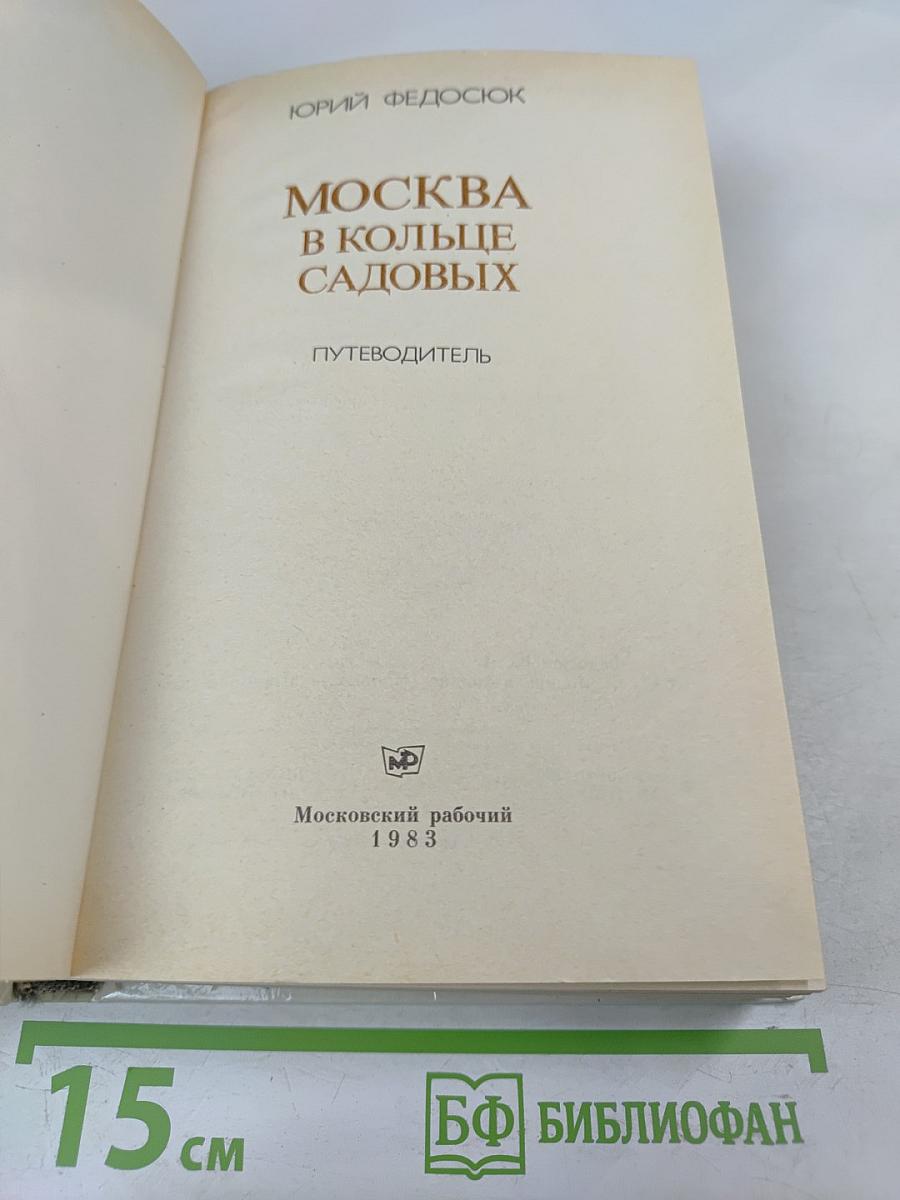 ЮРИЙ ФЕДОСЮК
МОСКВА
В КОЛЬЦЕ
САДОВЫХ
ПУТЕВОДИТЕЛЬ
МР
Московский рабочий
1983
15 см
БФ БИБЛИОФАН